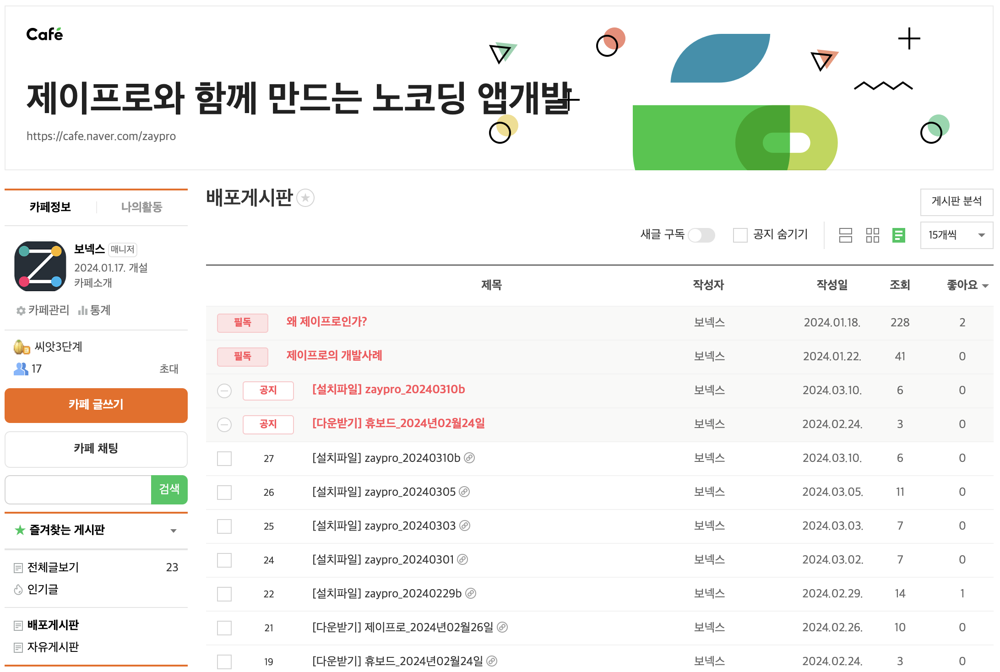 Café
제이프로와 함께 만드는 노코딩 앱개발
https://cafe.naver.com/zaypro
카페정보 나의활동
보넥스 매니저
2024.01.17. 개설
카페소개
카페관리 통계
씨앗3단계
17 초대
카페 글쓰기
카페 채팅
검색
즐겨찾는 게시판
전체글보기 23
인기글
배포게시판
자유게시판
배포게시판
게시판 분석
새글 구독 공지 숨기기 15개씩
제목 작성자 작성일 조회 좋아요
필독 왜 제이프로인가? 보넥스 2024.01.18. 228 2
필독 제이프로의 개발사례 보넥스 2024.01.22. 41 0
공지 [설치파일] zaypro_20240310b 보넥스 2024.03.10. 6 0
공지 [다운받기] 휴보드_2024년02월24일 보넥스 2024.02.24. 3 0
27 [설치파일] zaypro_20240310b 보넥스 2024.03.10. 6 0
26 [설치파일] zaypro_20240305 보넥스 2024.03.05. 11 0
25 [설치파일] zaypro_20240303 보넥스 2024.03.03. 7 0
24 [설치파일] zaypro_20240301 보넥스 2024.03.02. 7 0
22 [설치파일] zaypro_20240229b 보넥스 2024.02.29. 14 1
21 [다운받기] 제이프로_2024년02월26일 보넥스 2024.02.26. 10 0
19 [다운받기] 휴보드_2024년02월24일 보넥스 2024.02.24. 3 0